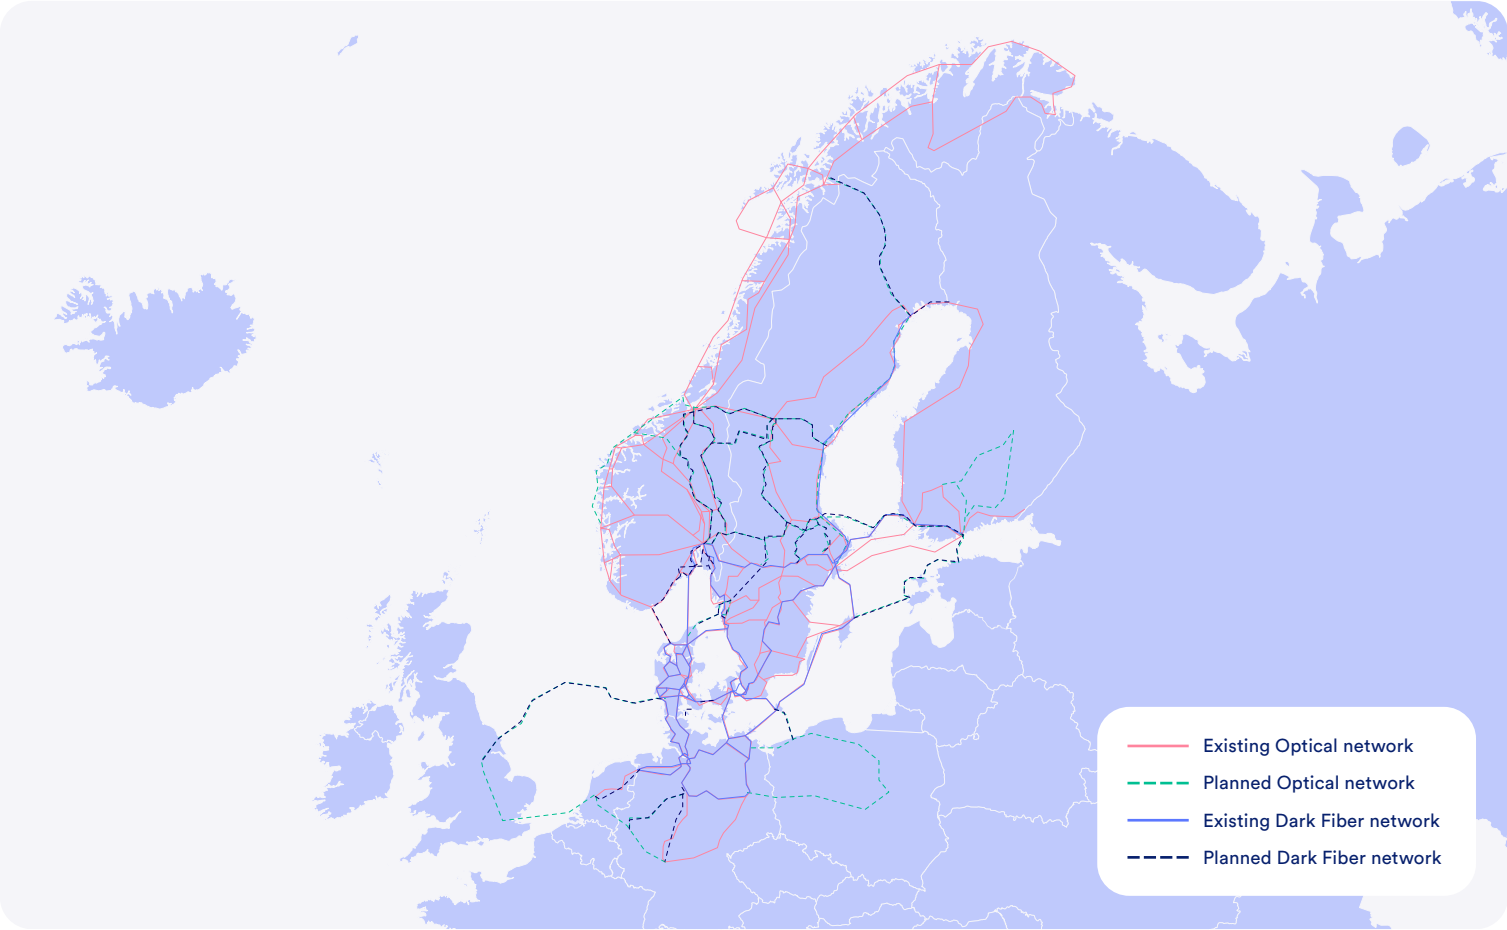 Existing Optical network
Planned Optical network
Existing Dark Fiber network
Planned Dark Fiber network